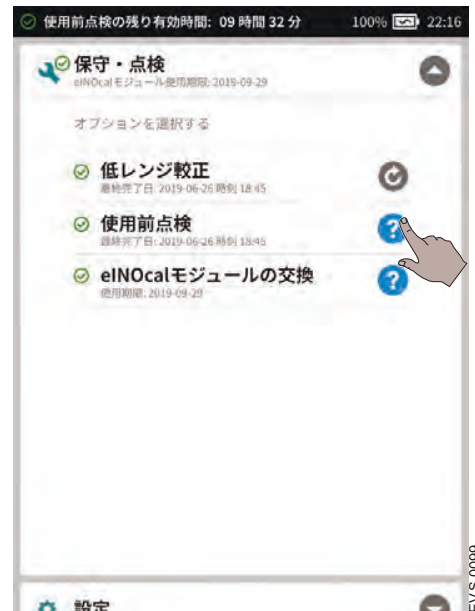 使用前点検の残り有効時間: 09 時間 32 分 100% 22:16
保守・点検
eINOcalモジュール使用期限: 2019-09-29
オプションを選択する
低レンジ較正
最終完了日: 2019-06-26 時刻 18:45
使用前点検
最終完了日: 2019-06-26 時刻 18:45
eINOcalモジュールの交換
使用期限: 2019-09-29
設定